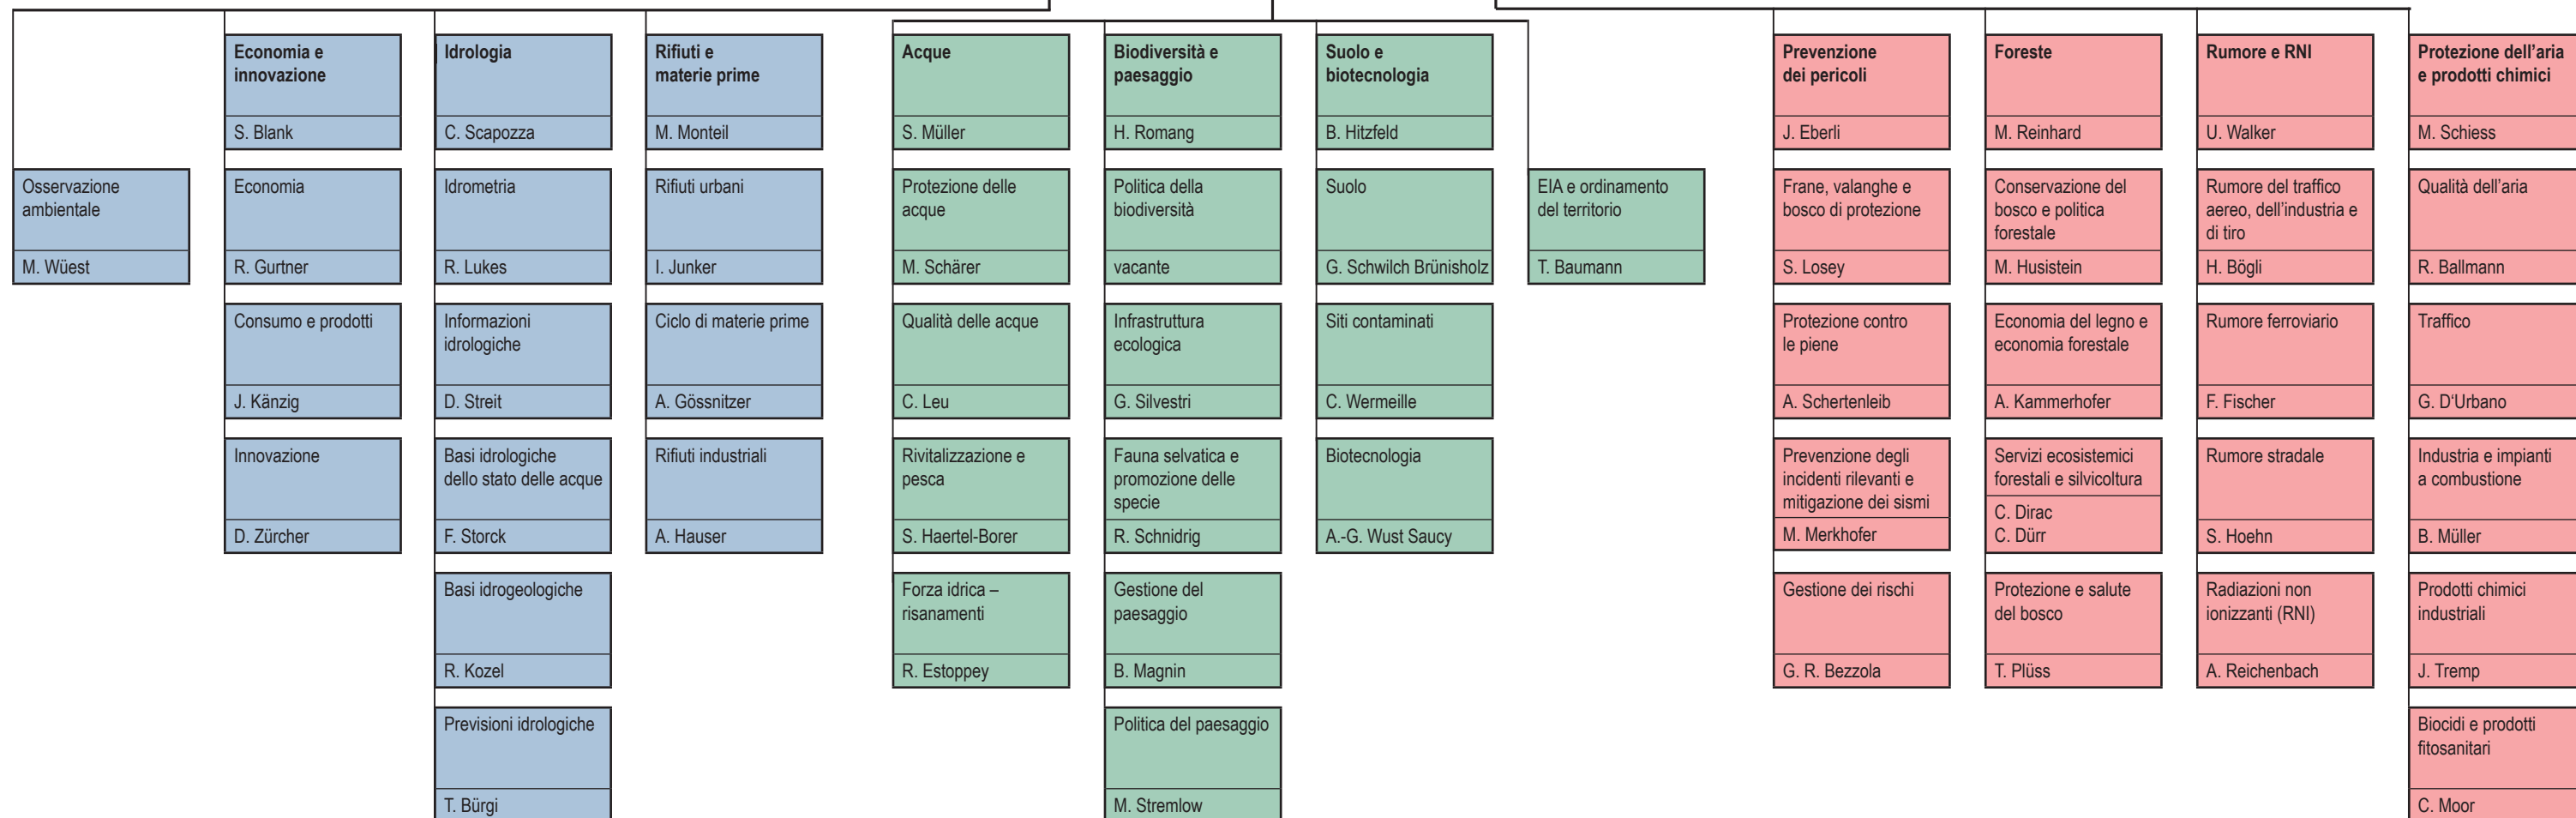 Economia e
innovazione
S. Blank
Idrologia
C. Scapozza
Rifiuti e
materie prime
M. Monteil
Acque
S. Müller
Biodiversità e
paesaggio
H. Romang
Suolo e
biotecnologia
B. Hitzfeld
Prevenzione
dei pericoli
J. Eberli
Foreste
M. Reinhard
Rumore e RNI
U. Walker
Protezione dell’aria
e prodotti chimici
M. Schiess
Osservazione
ambientale
M. Wüest
Economia
R. Gurtner
Idrometria
R. Lukes
Rifiuti urbani
I. Junker
Protezione delle
acque
M. Schärer
Politica della
biodiversità
vacante
Suolo
G. Schwilch Brünisholz
EIA e ordinamento
del territorio
T. Baumann
Frane, valanghe e
bosco di protezione
S. Losey
Conservazione del
bosco e politica
forestale
M. Husistein
Rumore del traffico
aereo, dell’industria e
di tiro
H. Bögli
Qualità dell’aria
R. Ballmann
Consumo e prodotti
J. Känzig
Informazioni
idrologiche
D. Streit
Ciclo di materie prime
A. Gössnitzer
Qualità delle acque
C. Leu
Infrastruttura
ecologica
G. Silvestri
Siti contaminati
C. Wermeille
Protezione contro
le piene
A. Schertenleib
Economia del legno e
economia forestale
A. Kammerhofer
Rumore ferroviario
F. Fischer
Traffico
G. D‘Urbano
Innovazione
D. Zürcher
Basi idrologiche
dello stato delle acque
F. Storck
Rifiuti industriali
A. Hauser
Rivitalizzazione e
pesca
S. Haertel-Borer
Fauna selvatica e
promozione delle
specie
R. Schnidrig
Biotecnologia
A.-G. Wust Saucy
Prevenzione degli
incidenti rilevanti e
mitigazione dei sismi
M. Merkhofer
Servizi ecosistemici
forestali e silvicoltura
C. Dirac
C. Dürr
Rumore stradale
S. Hoehn
Industria e impianti
a combustione
B. Müller
Basi idrogeologiche
R. Kozel
Forza idrica –
risanamenti
R. Estoppey
Gestione del
paesaggio
B. Magnin
Gestione dei rischi
G. R. Bezzola
Protezione e salute
del bosco
T. Plüss
Radiazioni non
ionizzanti (RNI)
A. Reichenbach
Prodotti chimici
industriali
J. Tremp
Previsioni idrologiche
T. Bürgi
Politica del paesaggio
M. Stremlow
Biocidi e prodotti
fitosanitari
C. Moor